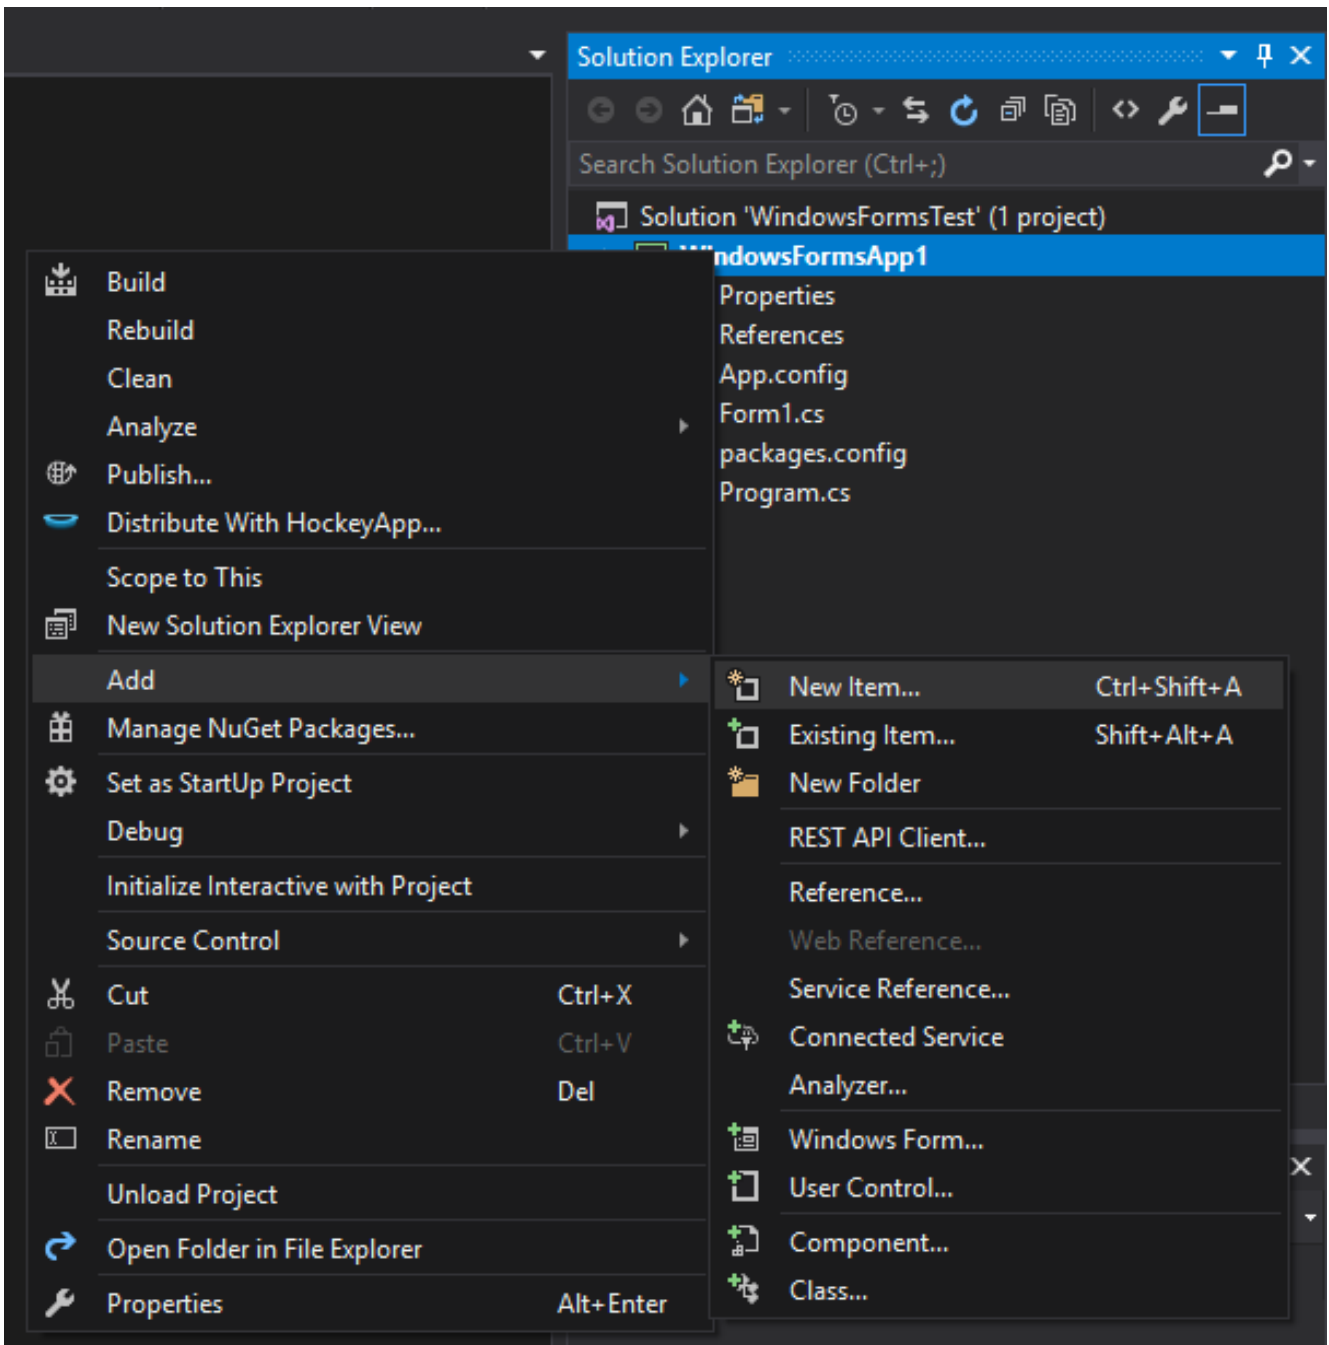 Solution Explorer
Search Solution Explorer (Ctrl+;)
Solution 'WindowsFormsTest' (1 project)
ndowsFormsApp1
Properties
References
App.config
Form1.cs
packages.config
Program.cs
Build
Rebuild
Clean
Analyze
Publish...
Distribute With HockeyApp...
Scope to This
New Solution Explorer View
Add
Manage NuGet Packages...
Set as StartUp Project
Debug
Initialize Interactive with Project
Source Control
Cut Ctrl+X
Paste Ctrl+V
Remove Del
Rename
Unload Project
Open Folder in File Explorer
Properties Alt+Enter
New Item... Ctrl+Shift+A
Existing Item... Shift+Alt+A
New Folder
REST API Client...
Reference...
Web Reference...
Service Reference...
Connected Service
Analyzer...
Windows Form...
User Control...
Component...
Class...